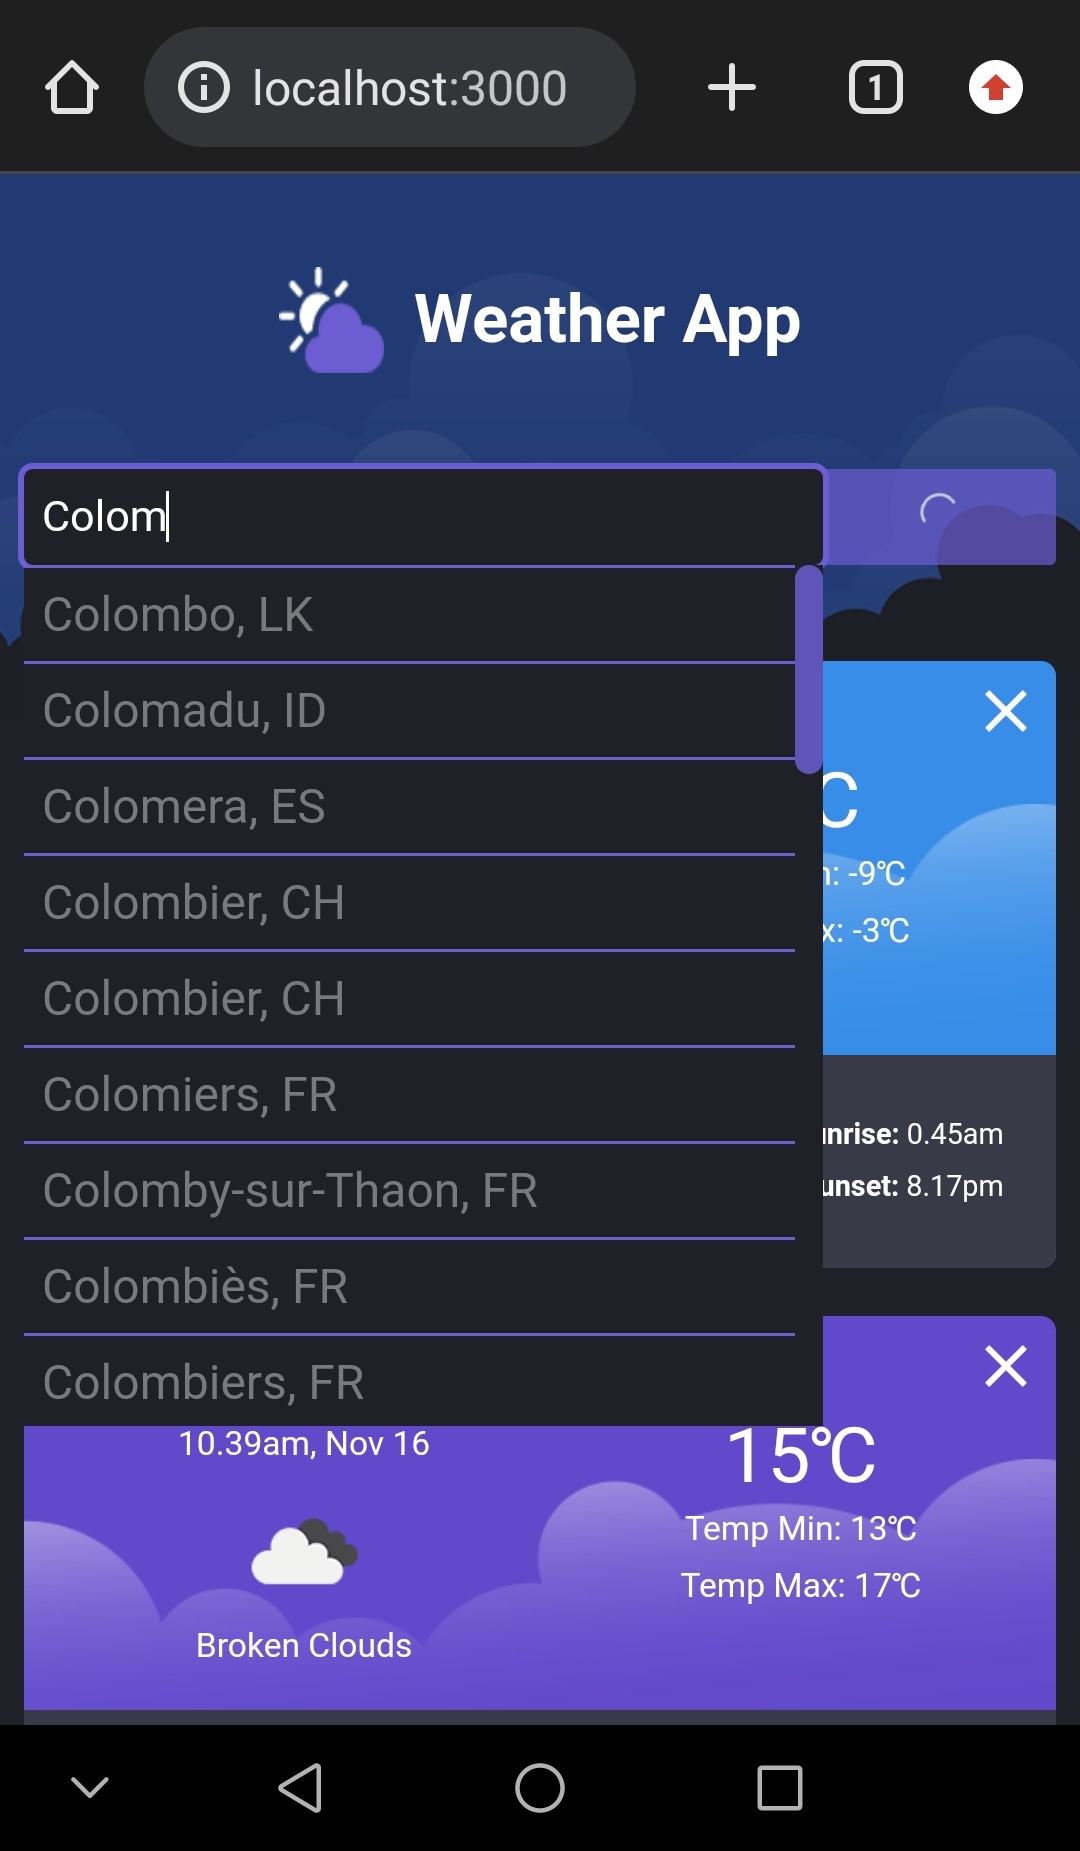 localhost:3000
1
Weather App
Colom
Colombo, LK
Colomadu, ID
Colomera, ES
Colombier, CH
Colombier, CH
Colomiers, FR
Colomby-sur-Thaon, FR
Colombiès, FR
Colombiers, FR
C
n: -9℃
x: -3℃
unrise: 0.45am
unset: 8.17pm
10.39am, Nov 16
15℃
Temp Min: 13℃
Temp Max: 17℃
Broken Clouds